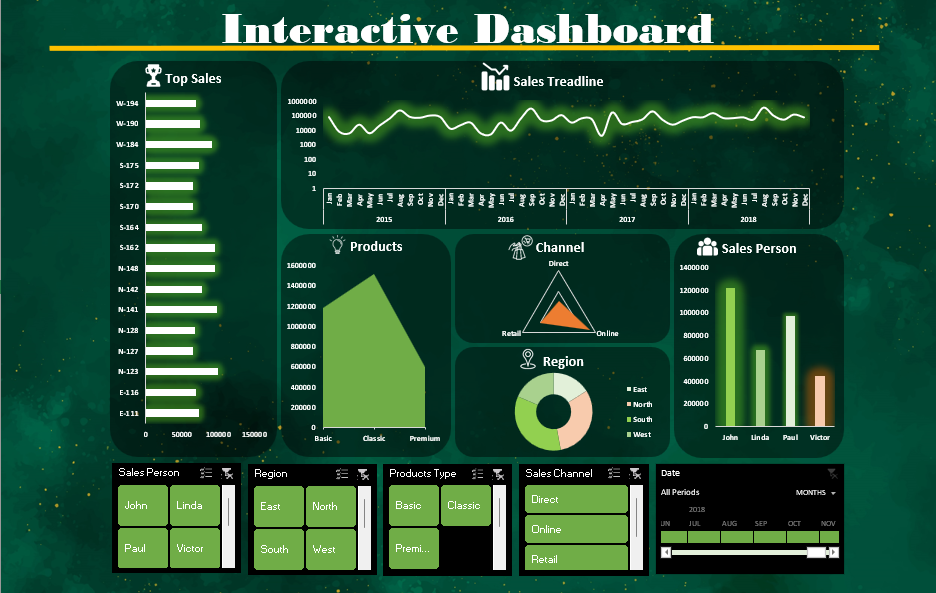 Interactive Dashboard
Top Sales
W-194
W-190
W-184
S-175
S-172
S-170
S-164
S-162
N-148
N-142
N-141
N-128
N-127
N-123
E-116
E-111
0 50000 100000 150000
Sales Treadline
1000000
100000
10000
1000
100
10
1
Jan Feb Mar Apr May Jun Jul Aug Sep Oct Nov Dec Jan Feb Mar Apr May Jun Jul Aug Sep Oct Nov Dec Jan Feb Mar Apr May Jun Jul Aug Sep Oct Nov Dec Jan Feb Mar Apr May Jun Jul Aug Sep Oct Nov Dec
2015 2016 2017 2018
Products
1600000
1400000
1200000
1000000
800000
600000
400000
200000
0
Basic Classic Premium
Channel
Direct
Retail Online
Region
East
North
South
West
Sales Person
1400000
1200000
1000000
800000
600000
400000
200000
0
John Linda Paul Victor
Sales Person
John Linda
Paul Victor
Region
East North
South West
Products Type
Basic Classic
Premi...
Sales Channel
Direct
Online
Retail
Date
All Periods MONTHS
2018
UN JUL AUG SEP OCT NOV